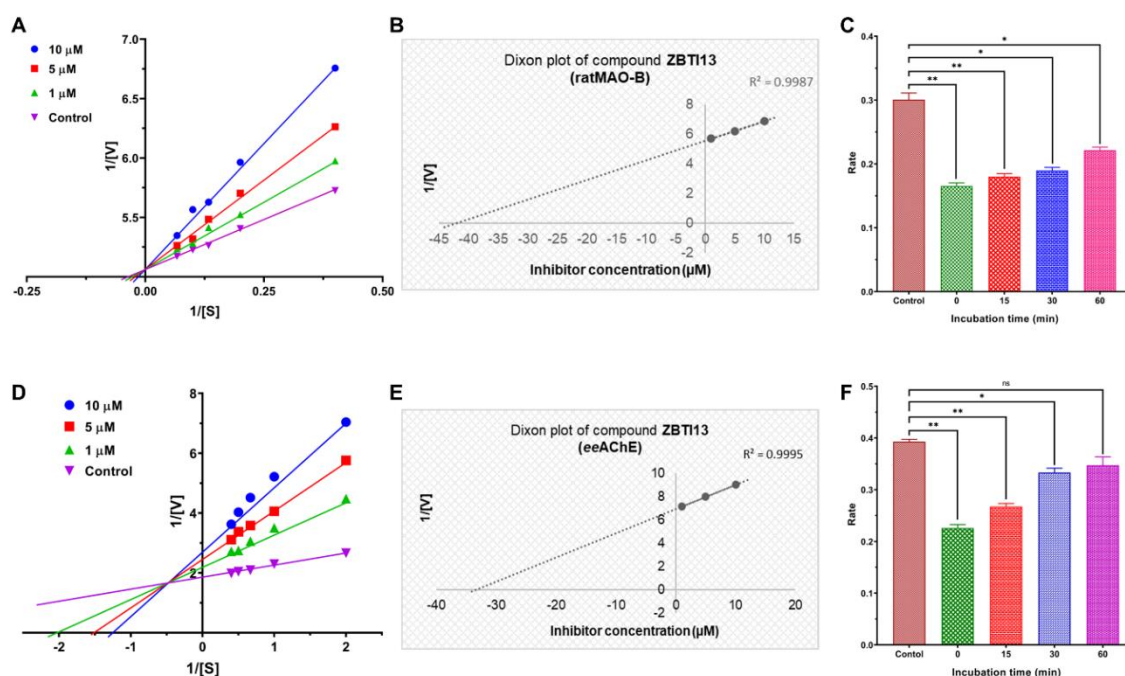 A
10 μM
5 μM
1 μM
Control
7.0
6.5
6.0
5.5
1/[V]
-0.25
0.00
0.25
0.50
1/[S]
B
Dixon plot of compound ZBTI13
(ratMAO-B)
R² = 0.9987
8
6
4
2
0
-2
1/[V]
-45 -40 -35 -30 -25 -20 -15 -10 -5 0 5 10 15
Inhibitor concentration (μM)
C
0.4
0.3
0.2
0.1
0.0
Rate
*
*
**
**
Control 0 15 30 60
Incubation time (min)
D
10 μM
5 μM
1 μM
Control
8
6
4
2
1/[V]
-2 -1 0 1 2
1/[S]
E
Dixon plot of compound ZBTI13
(eeAChE)
R² = 0.9995
10
8
6
4
2
0
-2
1/[V]
-40 -30 -20 -10 0 10 20
Inhibitor concentration (μM)
F
0.5
0.4
0.3
0.2
0.1
0.0
Rate
ns
*
**
**
Contol 0 15 30 60
Incubation time (min)